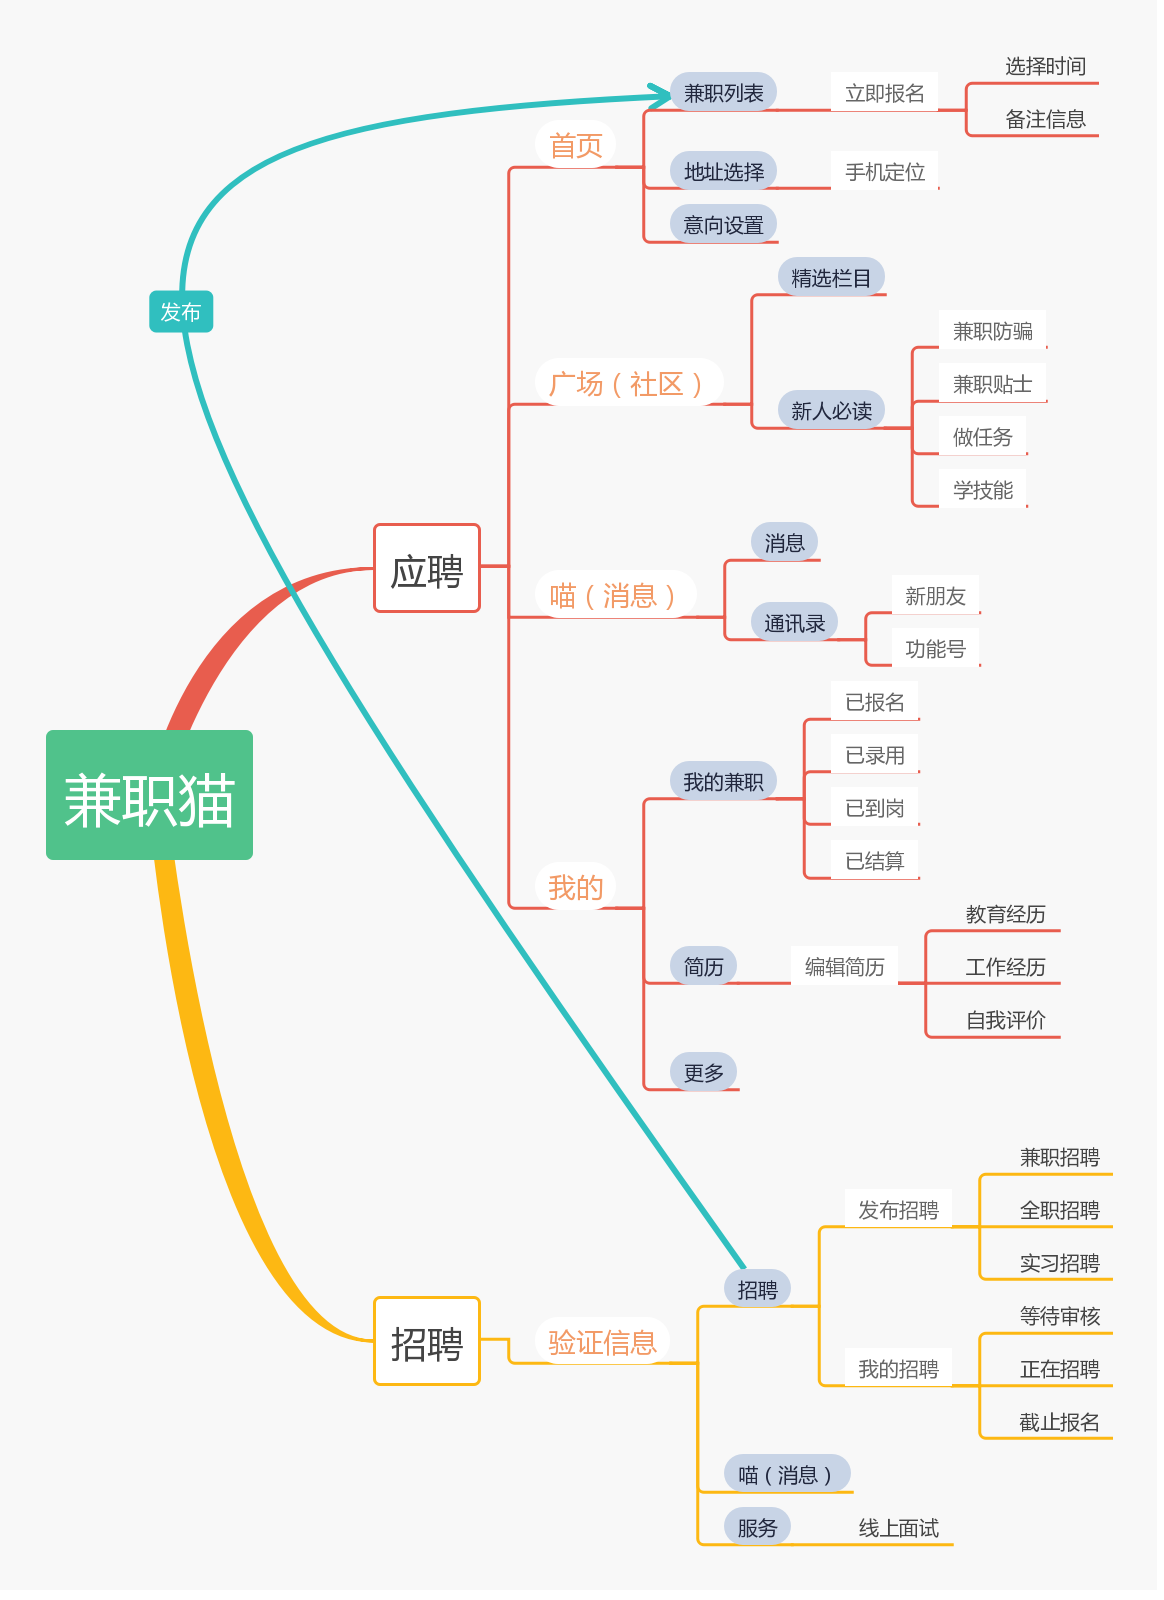 兼职猫
发布
应聘
首页
兼职列表
立即报名
选择时间
备注信息
地址选择
手机定位
意向设置
广场（社区）
精选栏目
新人必读
兼职防骗
兼职贴士
做任务
学技能
喵（消息）
消息
通讯录
新朋友
功能号
我的
我的兼职
已报名
已录用
已到岗
已结算
简历
编辑简历
教育经历
工作经历
自我评价
更多
招聘
验证信息
招聘
发布招聘
兼职招聘
全职招聘
实习招聘
我的招聘
等待审核
正在招聘
截止报名
喵（消息）
服务
线上面试